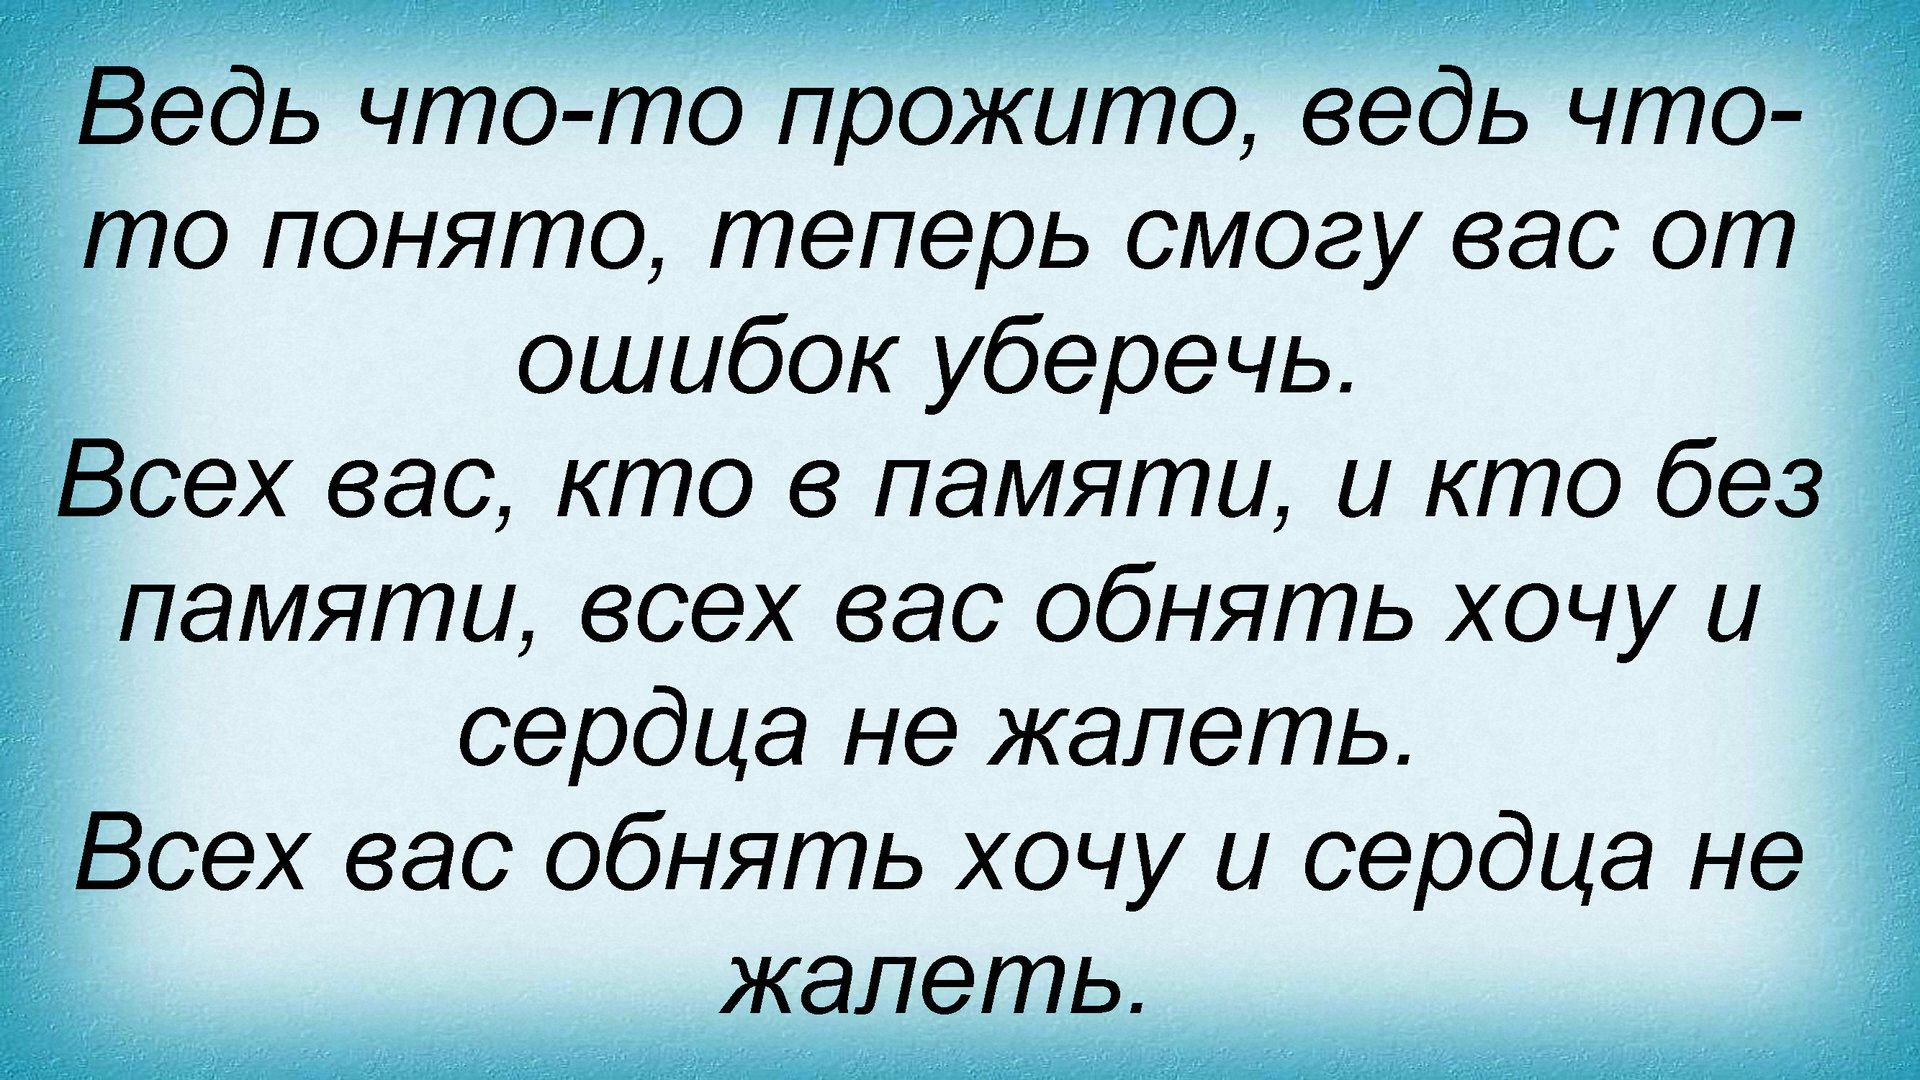 Ведь что-то прожито, ведь что-
то понято, теперь смогу вас от
ошибок уберечь.
Всех вас, кто в памяти, и кто без
памяти, всех вас обнять хочу и
сердца не жалеть.
Всех вас обнять хочу и сердца не
жалеть.